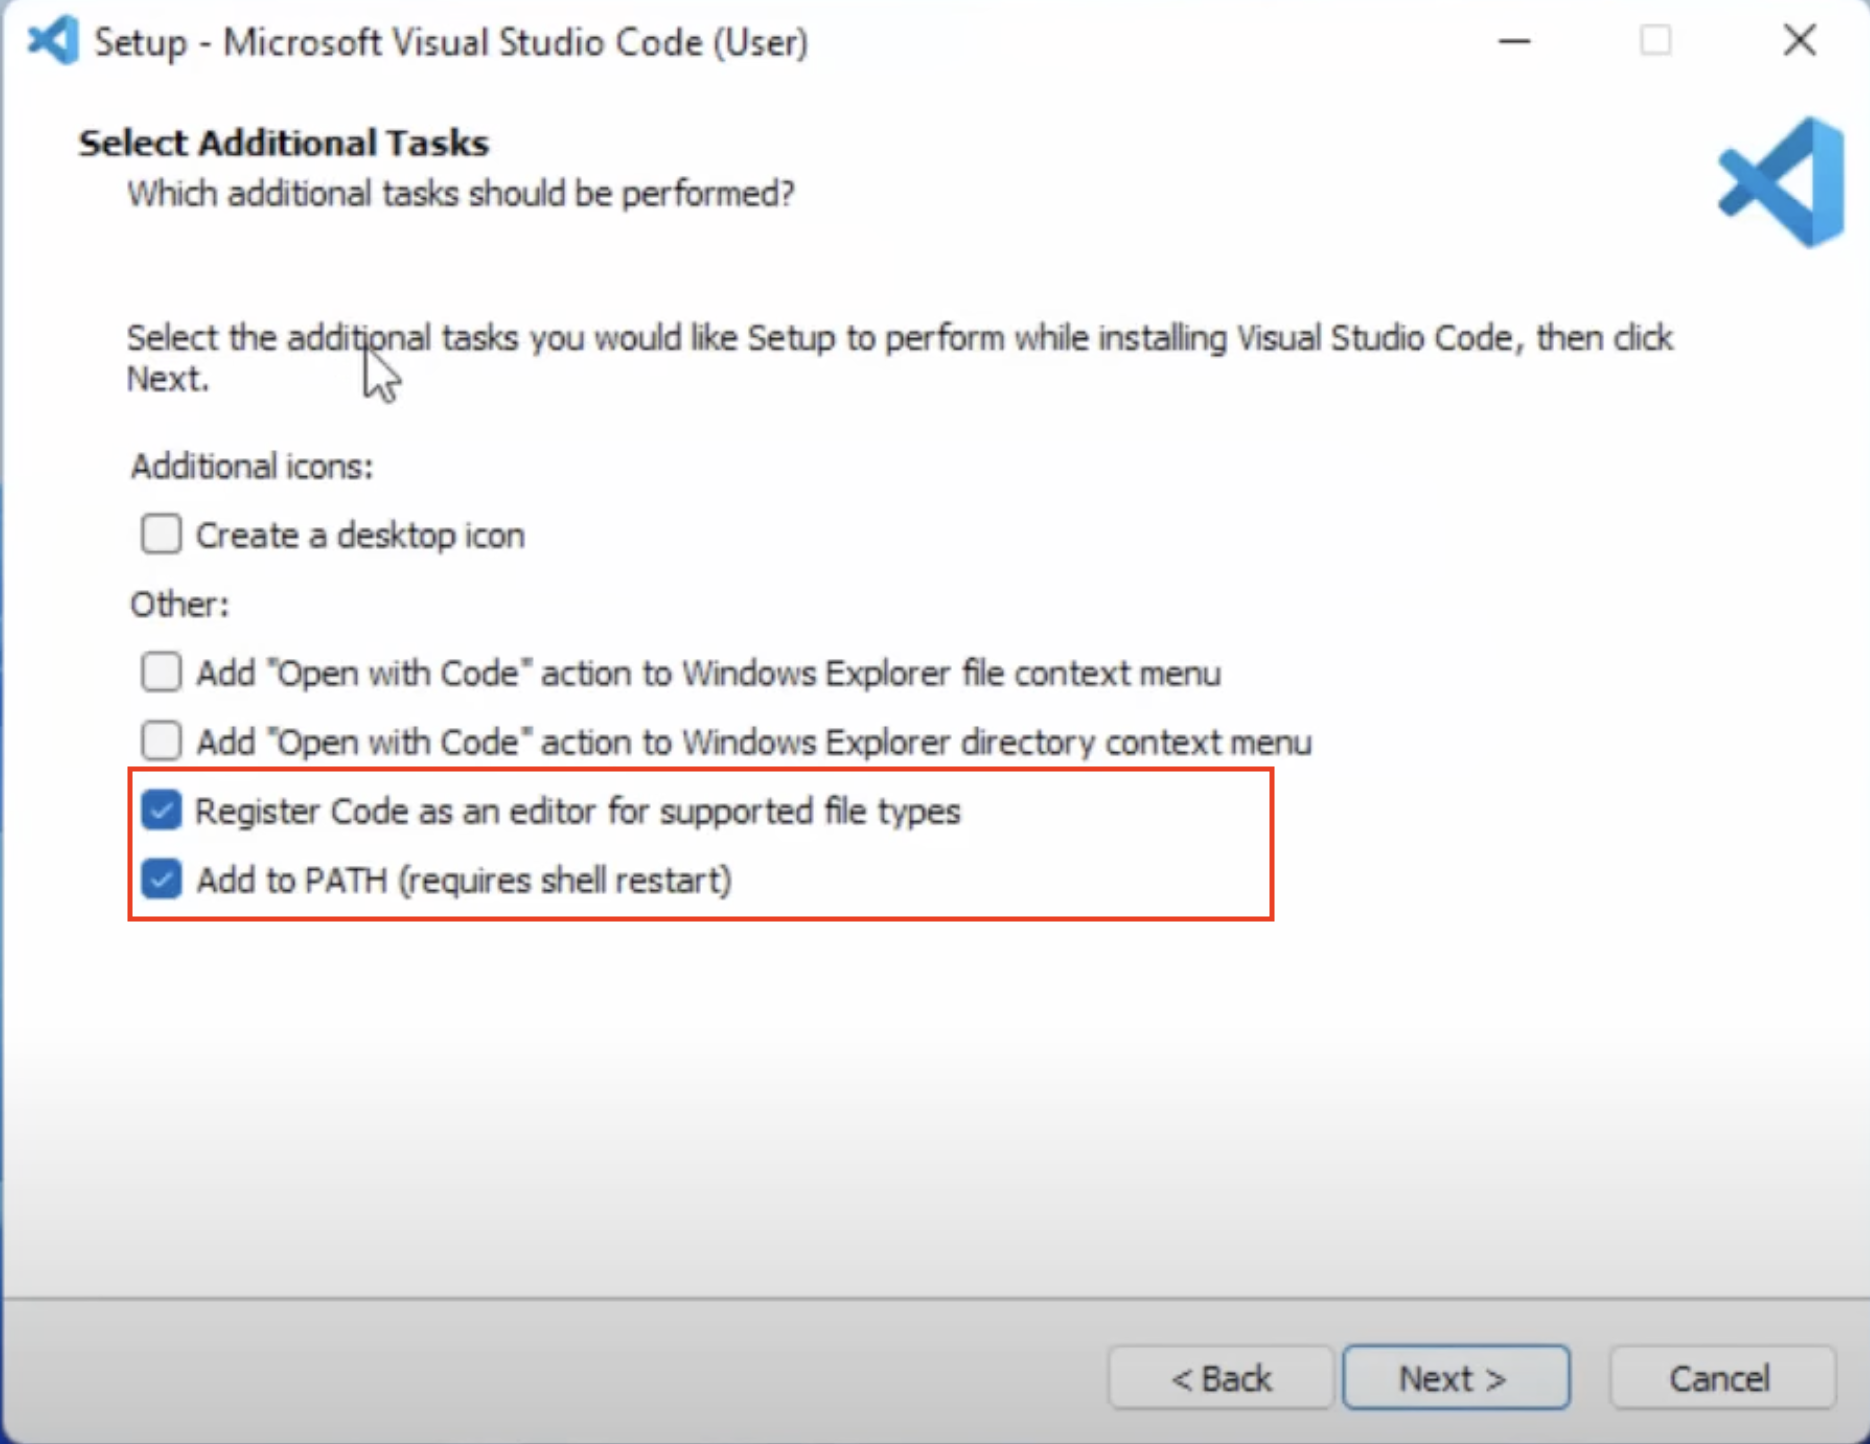 Setup - Microsoft Visual Studio Code (User)
Select Additional Tasks
Which additional tasks should be performed?
Select the additional tasks you would like Setup to perform while installing Visual Studio Code, then click
Next.
Additional icons:
Create a desktop icon
Other:
Add "Open with Code" action to Windows Explorer file context menu
Add "Open with Code" action to Windows Explorer directory context menu
Register Code as an editor for supported file types
Add to PATH (requires shell restart)
< Back
Next >
Cancel